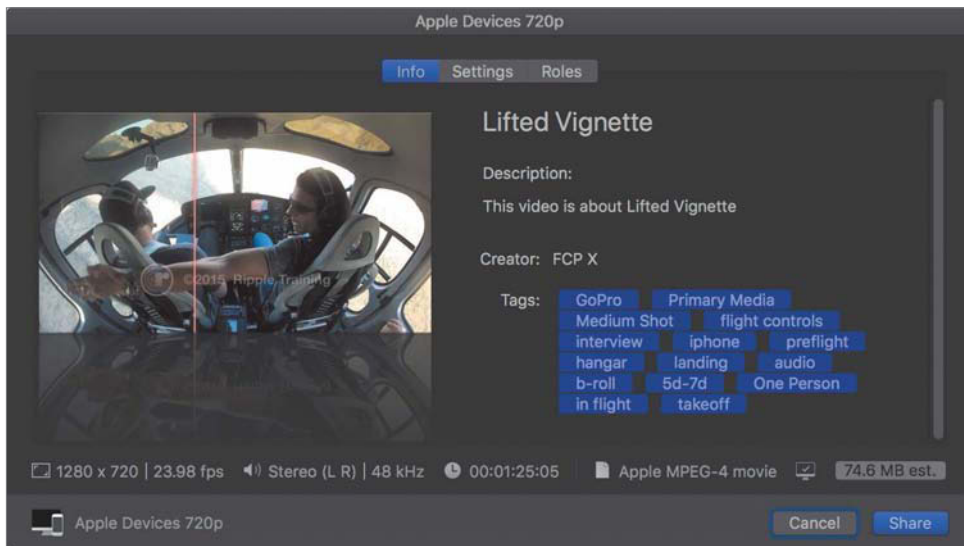 Apple Devices 720p
Info Settings Roles
Lifted Vignette
Description:
This video is about Lifted Vignette
©2015 Ripple Training
Creator: FCP X
Tags: GoPro Primary Media
Medium Shot flight controls
interview iphone preflight
hangar landing audio
b-roll 5d-7d One Person
in flight takeoff
1280 x 720 | 23.98 fps Stereo (L R) | 48 kHz 00:01:25:05 Apple MPEG-4 movie 74.6 MB est.
Apple Devices 720p Cancel Share